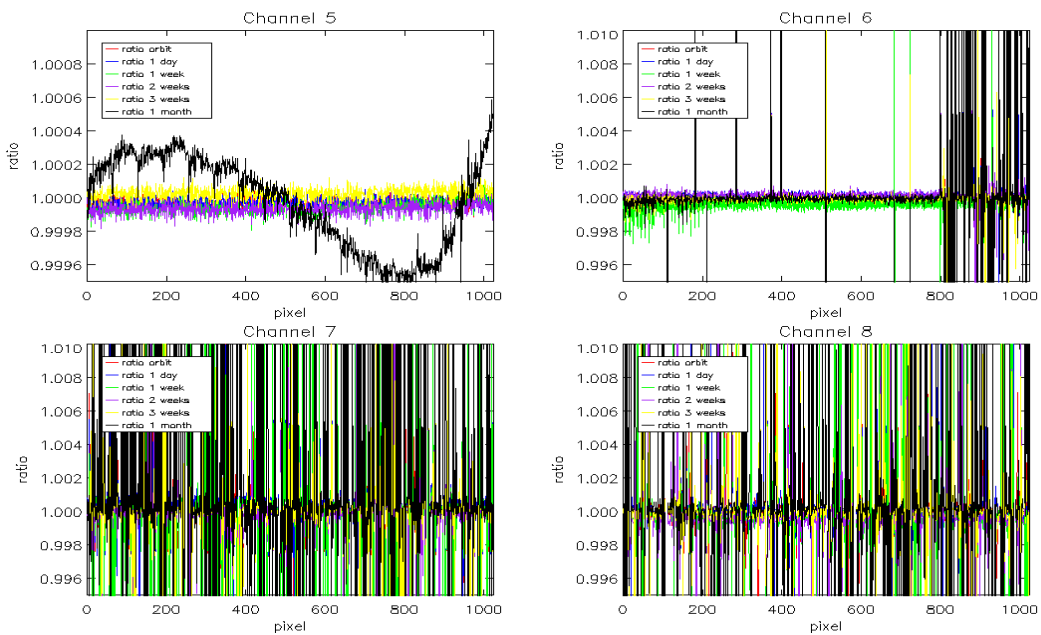 Channel 5
ratio orbit
ratio 1 day
ratio 1 week
ratio 2 weeks
ratio 3 weeks
ratio 1 month
1.0008
1.0006
1.0004
1.0002
1.0000
0.9998
0.9996
ratio
0 200 400 600 800 1000
pixel
Channel 6
ratio orbit
ratio 1 day
ratio 1 week
ratio 2 weeks
ratio 3 weeks
ratio 1 month
1.010
1.008
1.006
1.004
1.002
1.000
0.998
0.996
ratio
0 200 400 600 800 1000
pixel
Channel 7
ratio orbit
ratio 1 day
ratio 1 week
ratio 2 weeks
ratio 3 weeks
ratio 1 month
1.010
1.008
1.006
1.004
1.002
1.000
0.998
0.996
ratio
0 200 400 600 800 1000
pixel
Channel 8
ratio orbit
ratio 1 day
ratio 1 week
ratio 2 weeks
ratio 3 weeks
ratio 1 month
1.010
1.008
1.006
1.004
1.002
1.000
0.998
0.996
ratio
0 200 400 600 800 1000
pixel